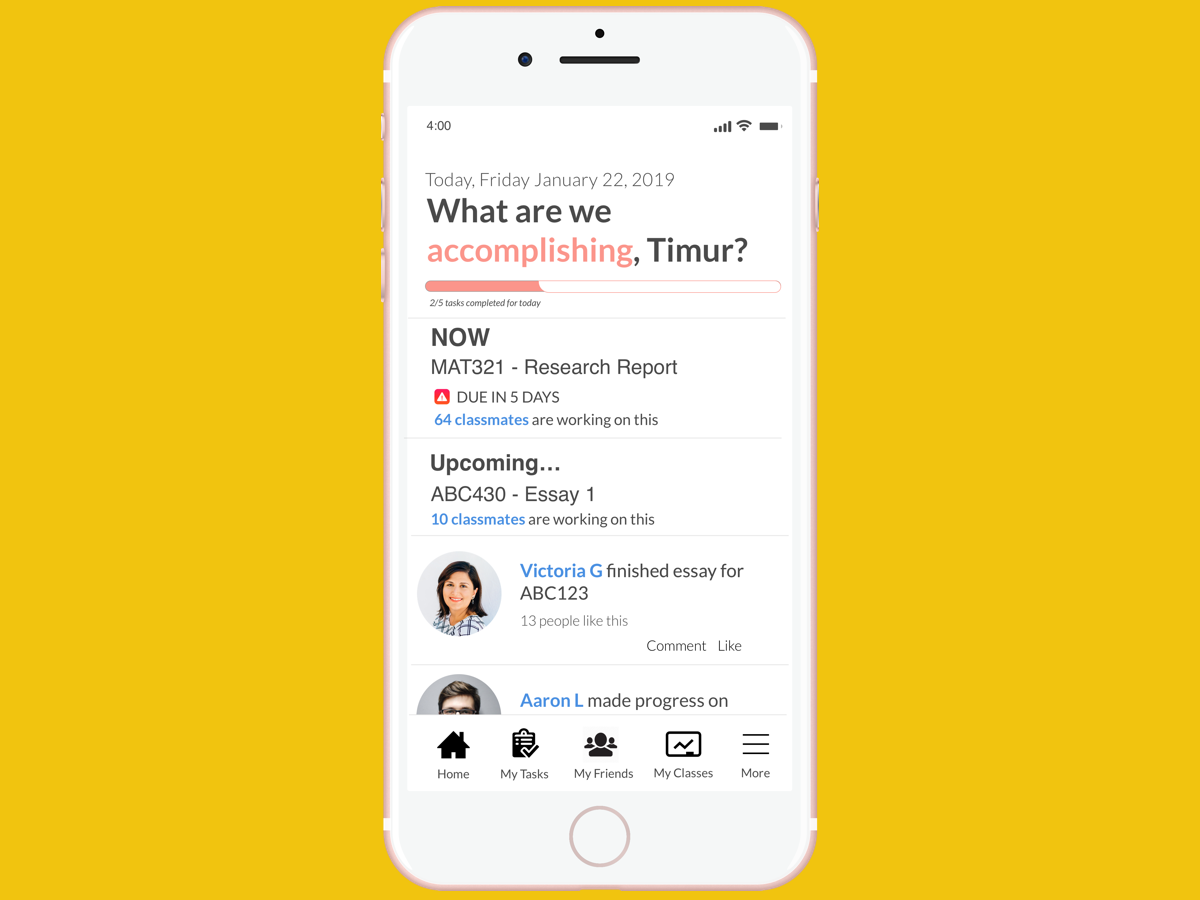 4:00
Today, Friday January 22, 2019
What are we
accomplishing, Timur?
2/5 tasks completed for today
NOW
MAT321 - Research Report
DUE IN 5 DAYS
64 classmates are working on this
Upcoming...
ABC430 - Essay 1
10 classmates are working on this
Victoria G finished essay for
ABC123
13 people like this
Comment Like
Aaron L made progress on
Home My Tasks My Friends My Classes More